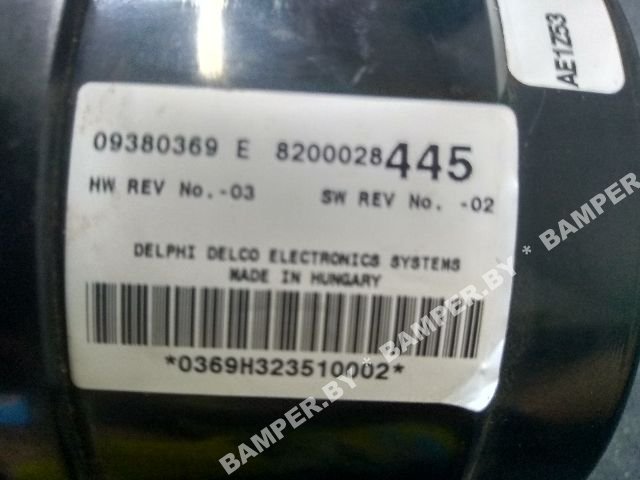 AE1Z53
09380369 E 8200028445
HW REV No.-03 SW REV No. -02
DELPHI DELCO ELECTRONICS SYSTEMS
MADE IN HUNGARY
*0369H323510002*
BAMPER.BY * BAMPER.BY * BAMPER.BY